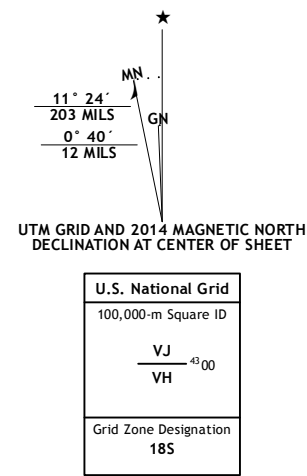 ★
MN
11° 24´
203 MILS
GN
0° 40´
12 MILS
UTM GRID AND 2014 MAGNETIC NORTH
DECLINATION AT CENTER OF SHEET
U.S. National Grid
100,000-m Square ID
VJ
4300
VH
Grid Zone Designation
18S